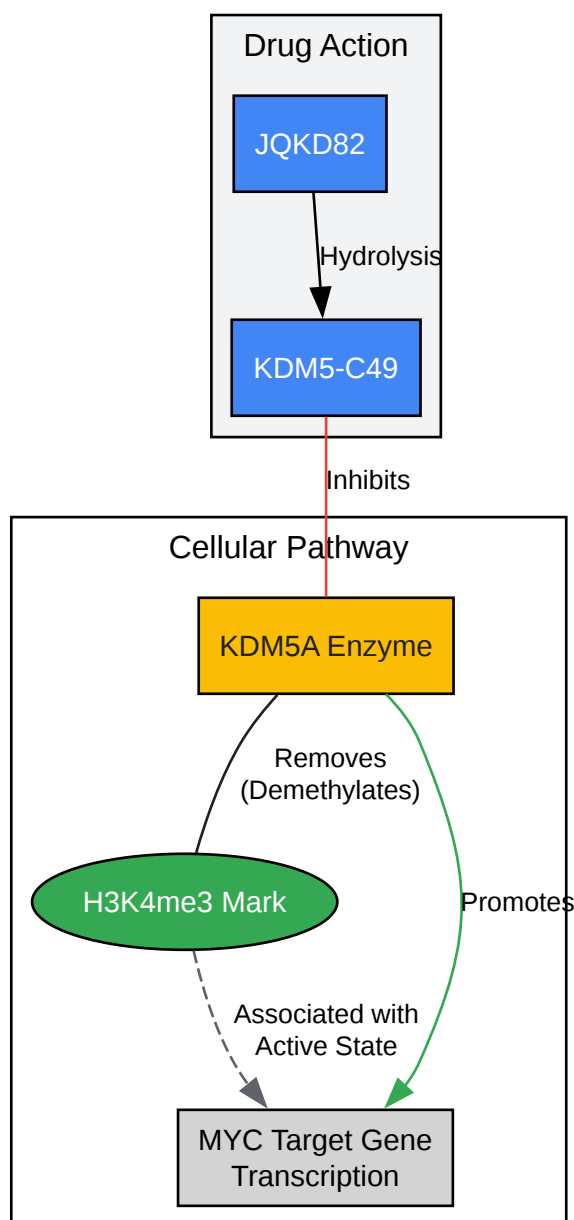 Drug Action
JQKD82
Hydrolysis
KDM5-C49
Inhibits
Cellular Pathway
KDM5A Enzyme
Removes
(Demethylates)
H3K4me3 Mark
Promotes
Associated with
Active State
MYC Target Gene
Transcription